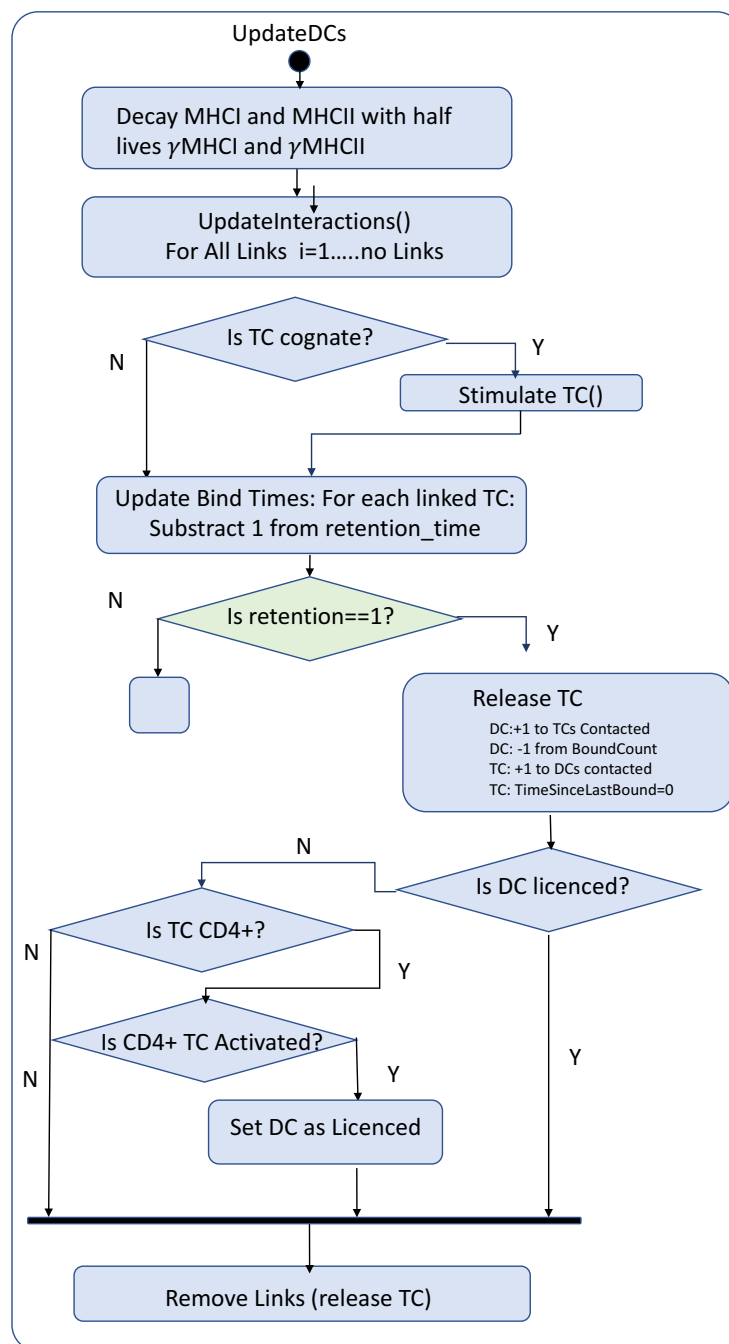 UpdateDCs
Decay MHCI and MHCII with half
lives γMHCI and γMHCII
UpdateInteractions()
For All Links i=1.....no Links
Is TC cognate?
N
Y
Stimulate TC()
Update Bind Times: For each linked TC:
Substract 1 from retention_time
N
Is retention==1?
Y
Release TC
DC:+1 to TCs Contacted
DC: -1 from BoundCount
TC: +1 to DCs contacted
TC: TimeSinceLastBound=0
N
Is DC licenced?
Is TC CD4+?
N
Y
Is CD4+ TC Activated?
N
Y
Y
Set DC as Licenced
Remove Links (release TC)